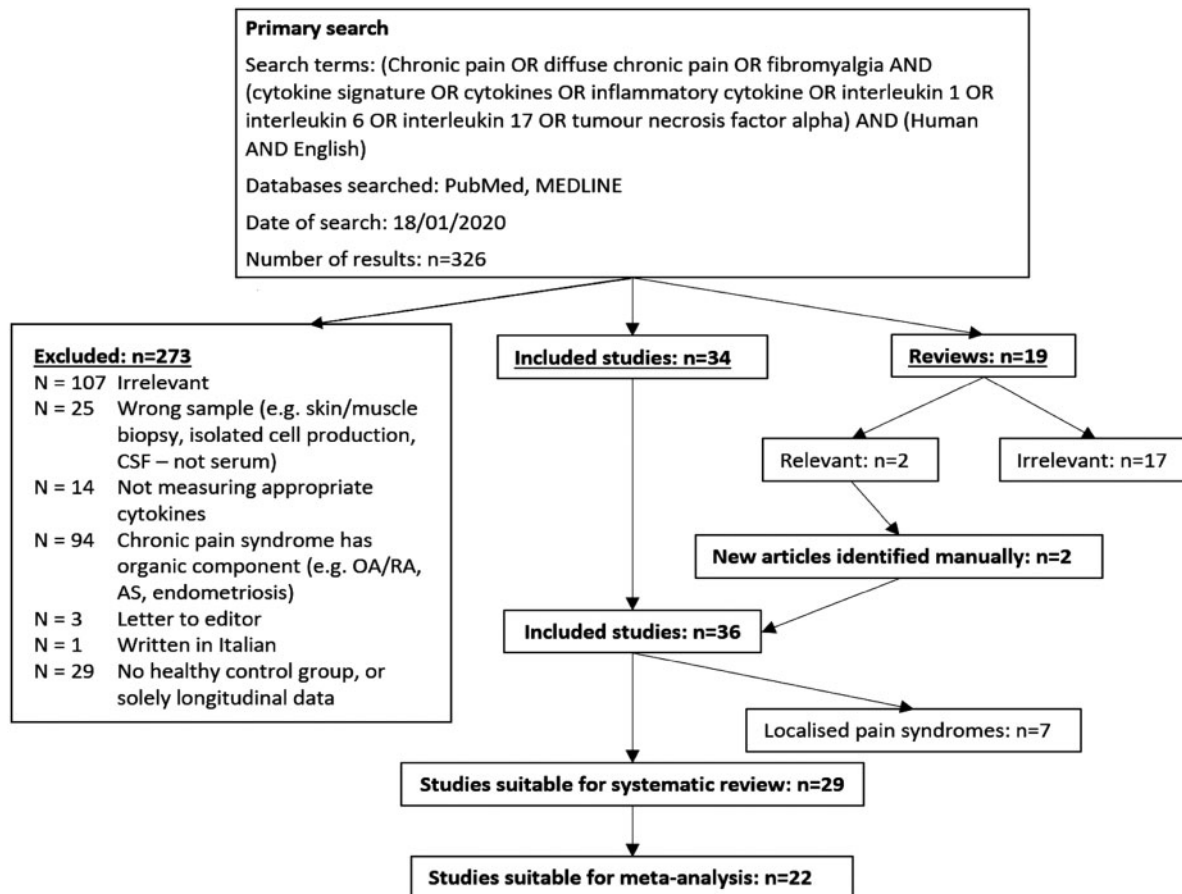 Primary search
Search terms: (Chronic pain OR diffuse chronic pain OR fibromyalgia AND
(cytokine signature OR cytokines OR inflammatory cytokine OR interleukin 1 OR
interleukin 6 OR interleukin 17 OR tumour necrosis factor alpha) AND (Human
AND English)
Databases searched: PubMed, MEDLINE
Date of search: 18/01/2020
Number of results: n=326
Excluded: n=273
N = 107 Irrelevant
N = 25 Wrong sample (e.g. skin/muscle
biopsy, isolated cell production,
CSF – not serum)
N = 14 Not measuring appropriate
cytokines
N = 94 Chronic pain syndrome has
organic component (e.g. OA/RA,
AS, endometriosis)
N = 3 Letter to editor
N = 1 Written in Italian
N = 29 No healthy control group, or
solely longitudinal data
Included studies: n=34
Reviews: n=19
Relevant: n=2
Irrelevant: n=17
New articles identified manually: n=2
Included studies: n=36
Localised pain syndromes: n=7
Studies suitable for systematic review: n=29
Studies suitable for meta-analysis: n=22